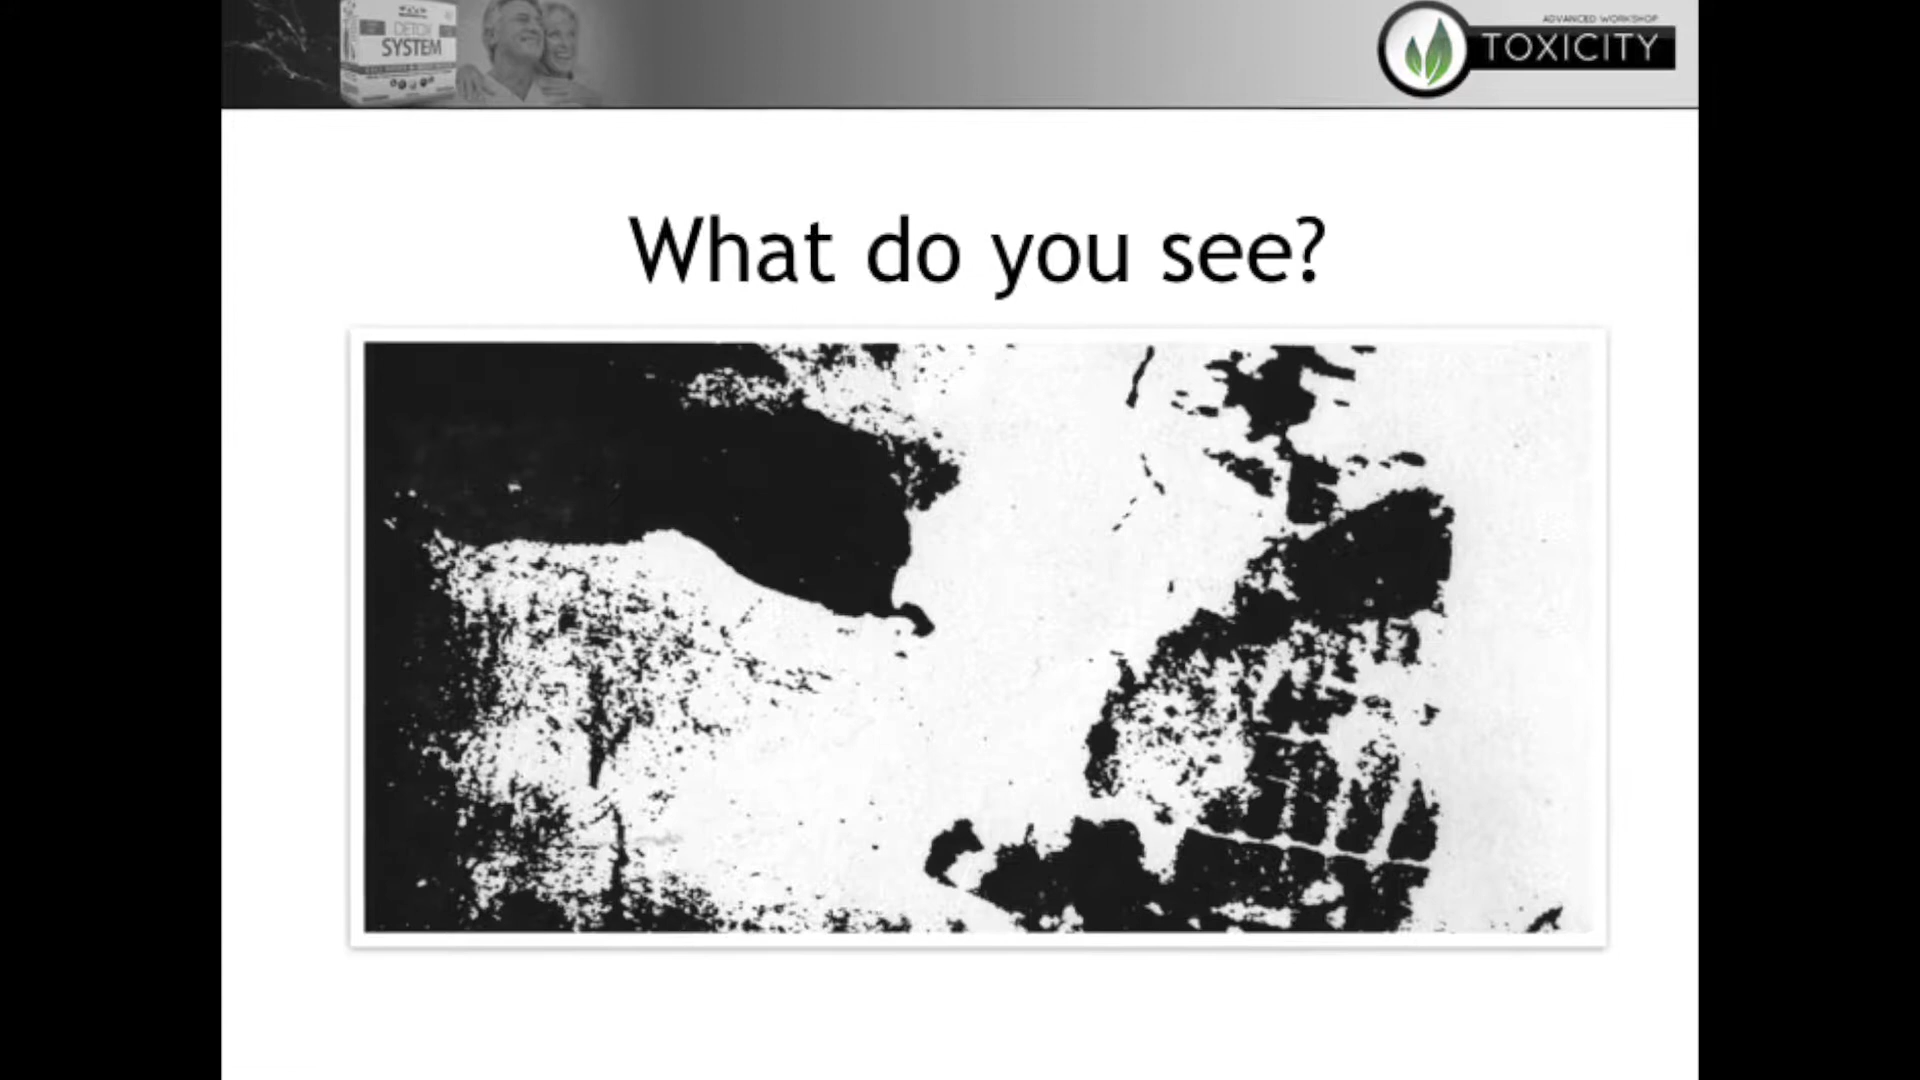 DETOX
SYSTEM
ADVANCED WORKSHOP
TOXICITY
What do you see?